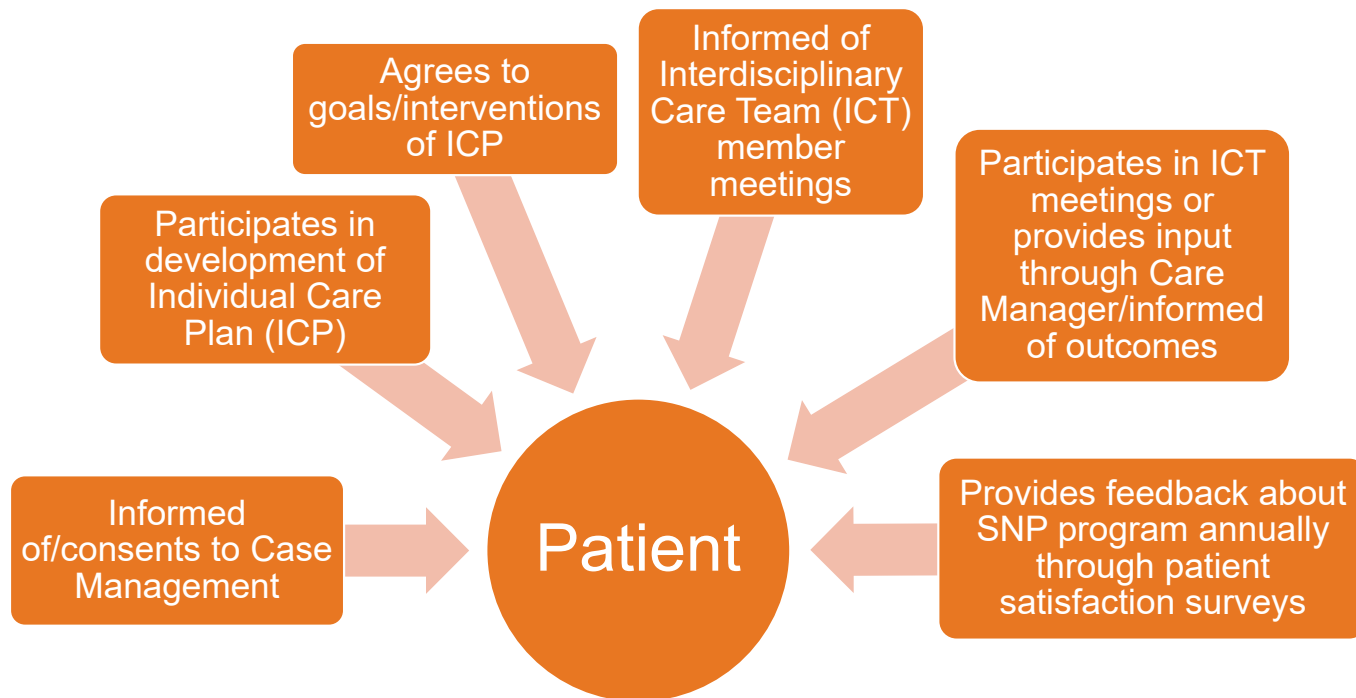 Informed
of/consents to Case
Management
Participates in
development of
Individual Care
Plan (ICP)
Agrees to
goals/interventions
of ICP
Informed of
Interdisciplinary
Care Team (ICT)
member
meetings
Participates in ICT
meetings or
provides input
through Care
Manager/informed
of outcomes
Provides feedback about
SNP program annually
through patient
satisfaction surveys
Patient